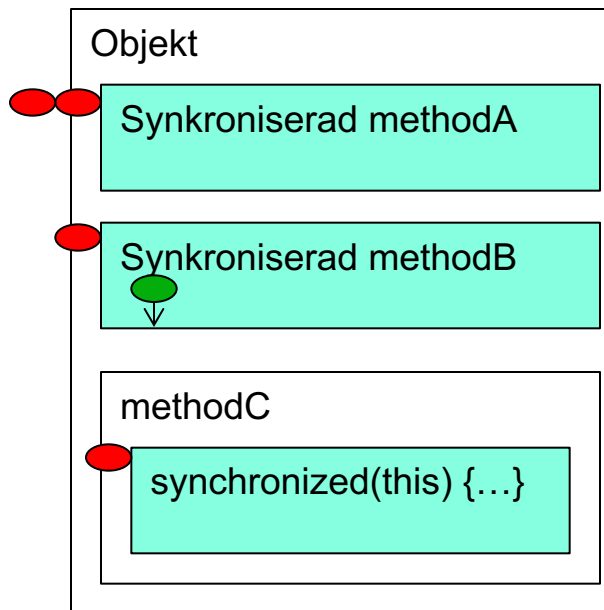 Objekt
Synkroniserad methodA
Synkroniserad methodB
methodC
synchronized(this) {…}